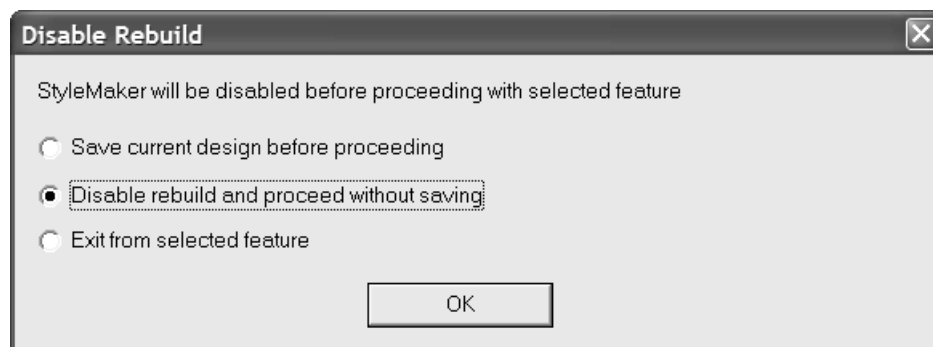 Disable Rebuild
StyleMaker will be disabled before proceeding with selected feature
Save current design before proceeding
Disable rebuild and proceed without saving
Exit from selected feature
OK